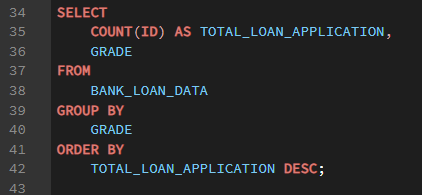 34 SELECT
35     COUNT(ID) AS TOTAL_LOAN_APPLICATION,
36     GRADE
37 FROM
38     BANK_LOAN_DATA
39 GROUP BY
40     GRADE
41 ORDER BY
42     TOTAL_LOAN_APPLICATION DESC;
43